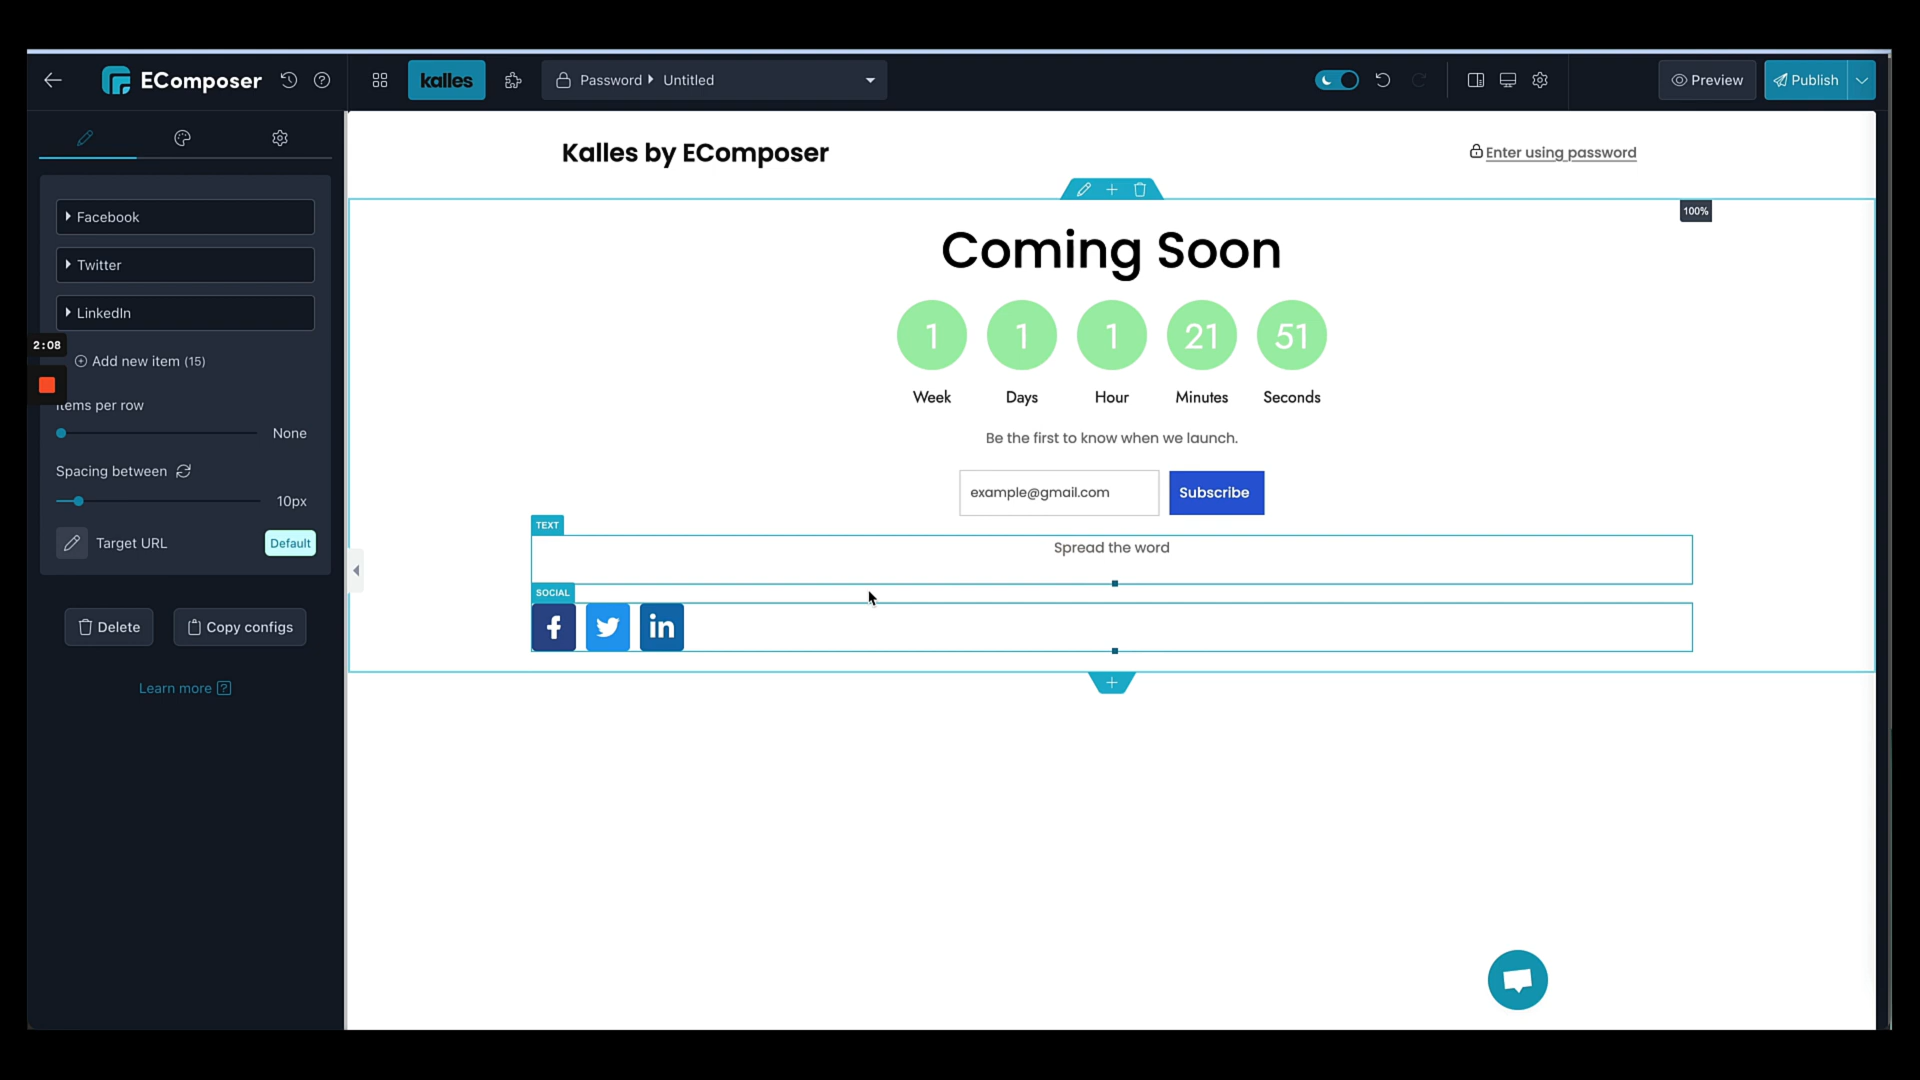 EComposer
kalles
Password
Untitled
Preview
Publish
Facebook
Twitter
LinkedIn
2:08
Add new item (15)
Items per row
None
Spacing between
10px
Target URL
Default
Delete
Copy configs
Learn more
Kalles by EComposer
Enter using password
100%
Coming Soon
1 1 1 21 51
Week Days Hour Minutes Seconds
Be the first to know when we launch.
example@gmail.com
Subscribe
TEXT
Spread the word
SOCIAL
f
in